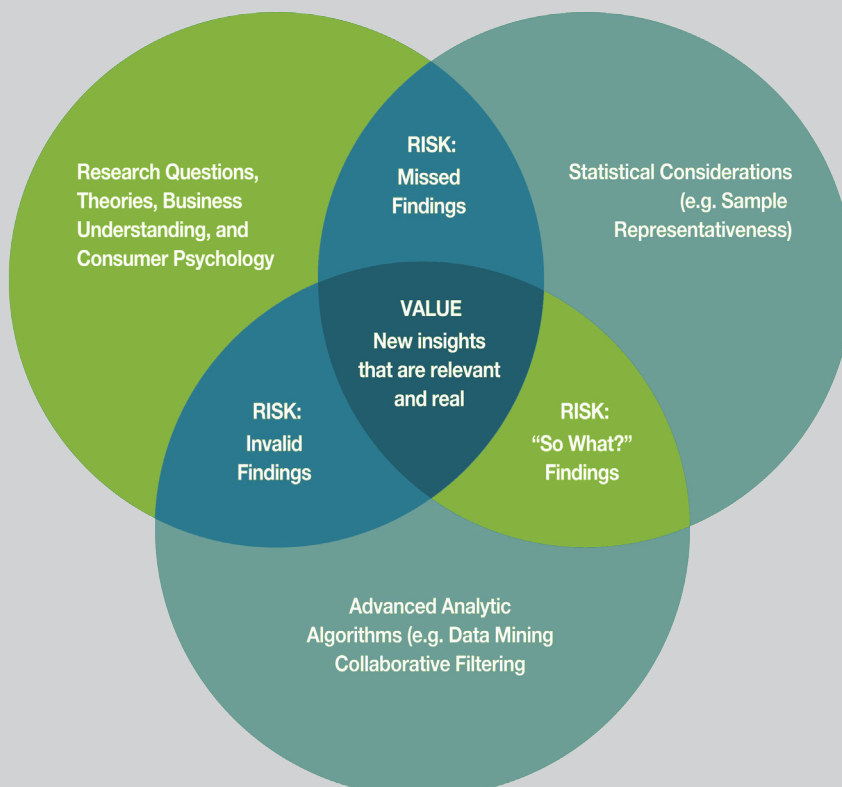 RISK:
Missed
Findings
Research Questions,
Theories, Business
Understanding, and
Consumer Psychology
Statistical Considerations
(e.g. Sample
Representativeness)
VALUE
New insights
that are relevant
and real
RISK:
Invalid
Findings
RISK:
“So What?”
Findings
Advanced Analytic
Algorithms (e.g. Data Mining
Collaborative Filtering